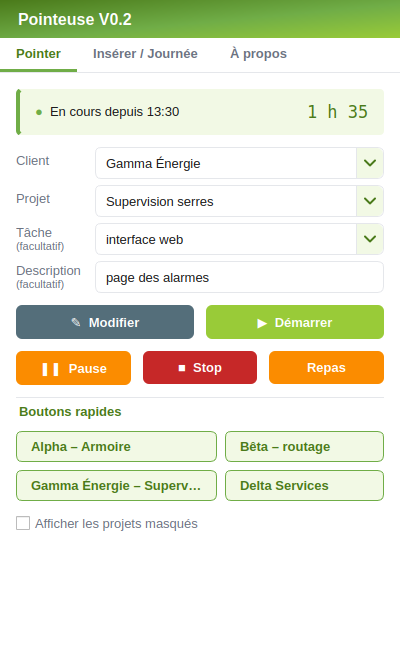 Pointeuse V0.2
Pointer Insérer / Journée À propos
● En cours depuis 13:30 1 h 35
Client Gamma Énergie
Projet Supervision serres
Tâche (facultatif) interface web
Description (facultatif) page des alarmes
✎ Modifier ▶ Démarrer
❚❚ Pause ■ Stop Repas
Boutons rapides
Alpha – Armoire Bêta – routage
Gamma Énergie – Superv… Delta Services
Afficher les projets masqués